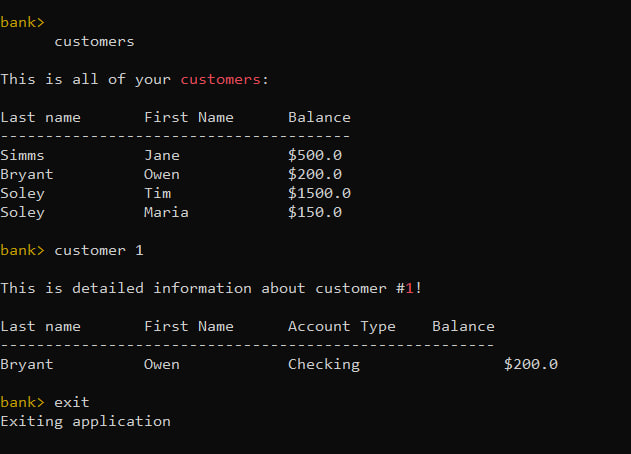 bank>
customers
This is all of your customers:
Last name First Name Balance
---------------------------------------
Simms Jane $500.0
Bryant Owen $200.0
Soley Tim $1500.0
Soley Maria $150.0
bank> customer 1
This is detailed information about customer #1!
Last name First Name Account Type Balance
-------------------------------------------------------
Bryant Owen Checking $200.0
bank> exit
Exiting application